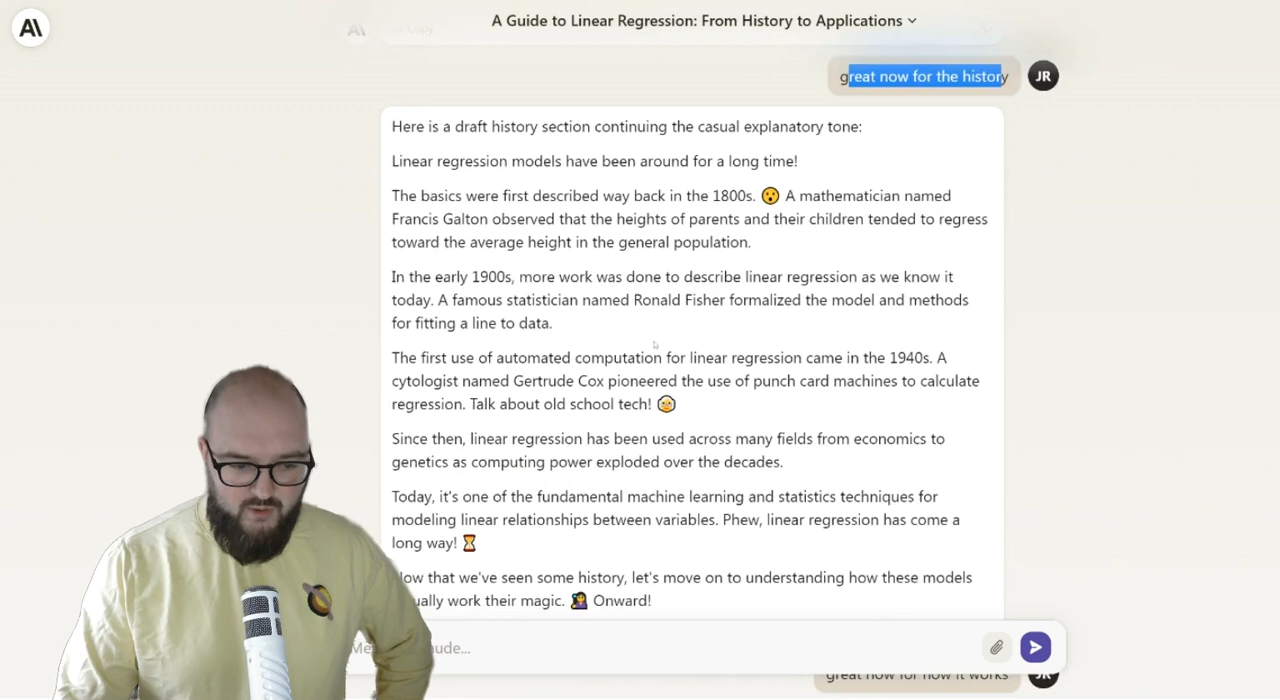 A\
A Guide to Linear Regression: From History to Applications
Copy
great now for the history
JR
Here is a draft history section continuing the casual explanatory tone:
Linear regression models have been around for a long time!
The basics were first described way back in the 1800s. 😮 A mathematician named
Francis Galton observed that the heights of parents and their children tended to regress
toward the average height in the general population.
In the early 1900s, more work was done to describe linear regression as we know it
today. A famous statistician named Ronald Fisher formalized the model and methods
for fitting a line to data.
The first use of automated computation for linear regression came in the 1940s. A
cytologist named Gertrude Cox pioneered the use of punch card machines to calculate
regression. Talk about old school tech! 👵
Since then, linear regression has been used across many fields from economics to
genetics as computing power exploded over the decades.
Today, it's one of the fundamental machine learning and statistics techniques for
modeling linear relationships between variables. Phew, linear regression has come a
long way! ⏳
ow that we've seen some history, let's move on to understanding how these models
ually work their magic. Onward!
Me ude...
great now for how it works
JR